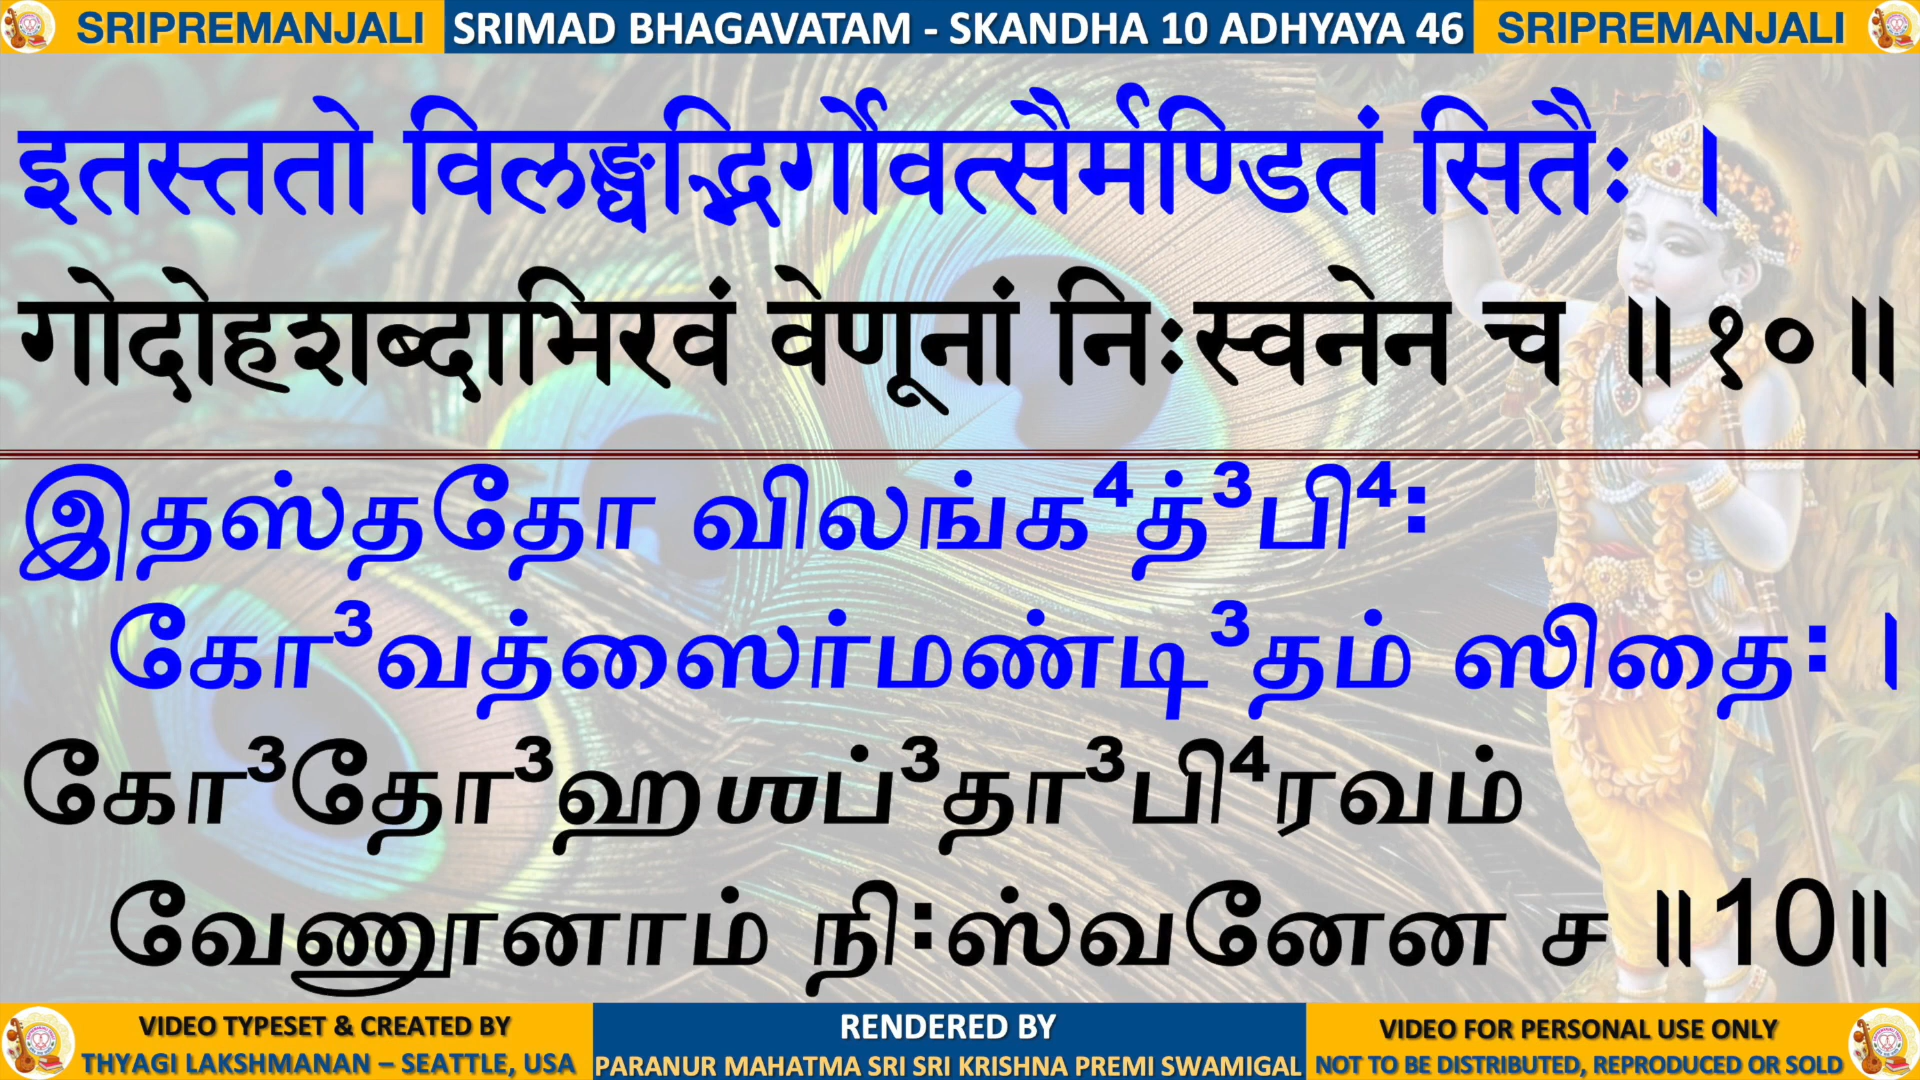 SRIPREMANJALI SRIMAD BHAGAVATAM - SKANDHA 10 ADHYAYA 46 SRIPREMANJALI
इतस्ततो विलङ्घद्भिर्गोवत्सैर्मण्डितं सितैः ।
गोदोहशब्दाभिरवं वेणूनां निःस्वनेन च ॥१०॥
இதஸ்ததோ விலங்க⁴த்³பி⁴꞉
கோ³வத்ஸைர்மண்டி³தம் ஸிதை꞉ ।
கோ³தோ³ஹஶப்³தா³பி⁴ரவம்
வேணூனாம் நி꞉ஸ்வனேன ச ॥10॥
VIDEO TYPESET & CREATED BY
THYAGI LAKSHMANAN – SEATTLE, USA
RENDERED BY
PARANUR MAHATMA SRI SRI KRISHNA PREMI SWAMIGAL
VIDEO FOR PERSONAL USE ONLY
NOT TO BE DISTRIBUTED, REPRODUCED OR SOLD